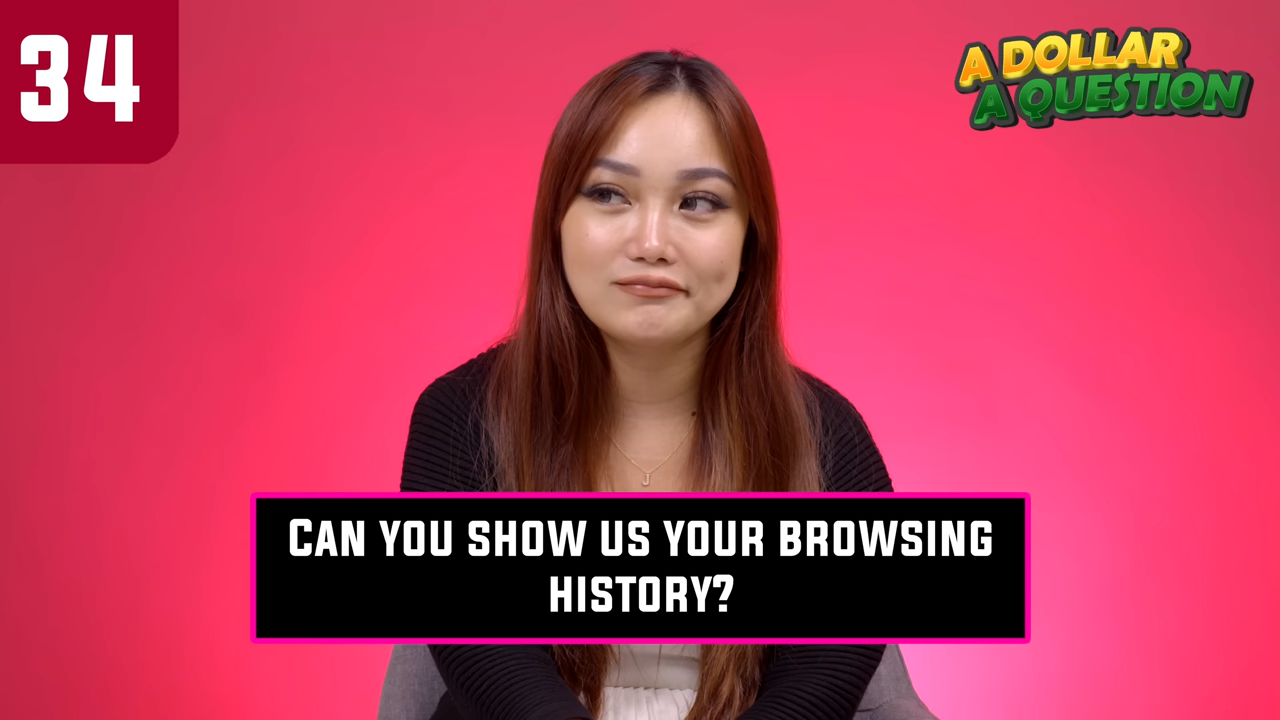 34
A DOLLAR
A QUESTION
J
CAN YOU SHOW US YOUR BROWSING
HISTORY?